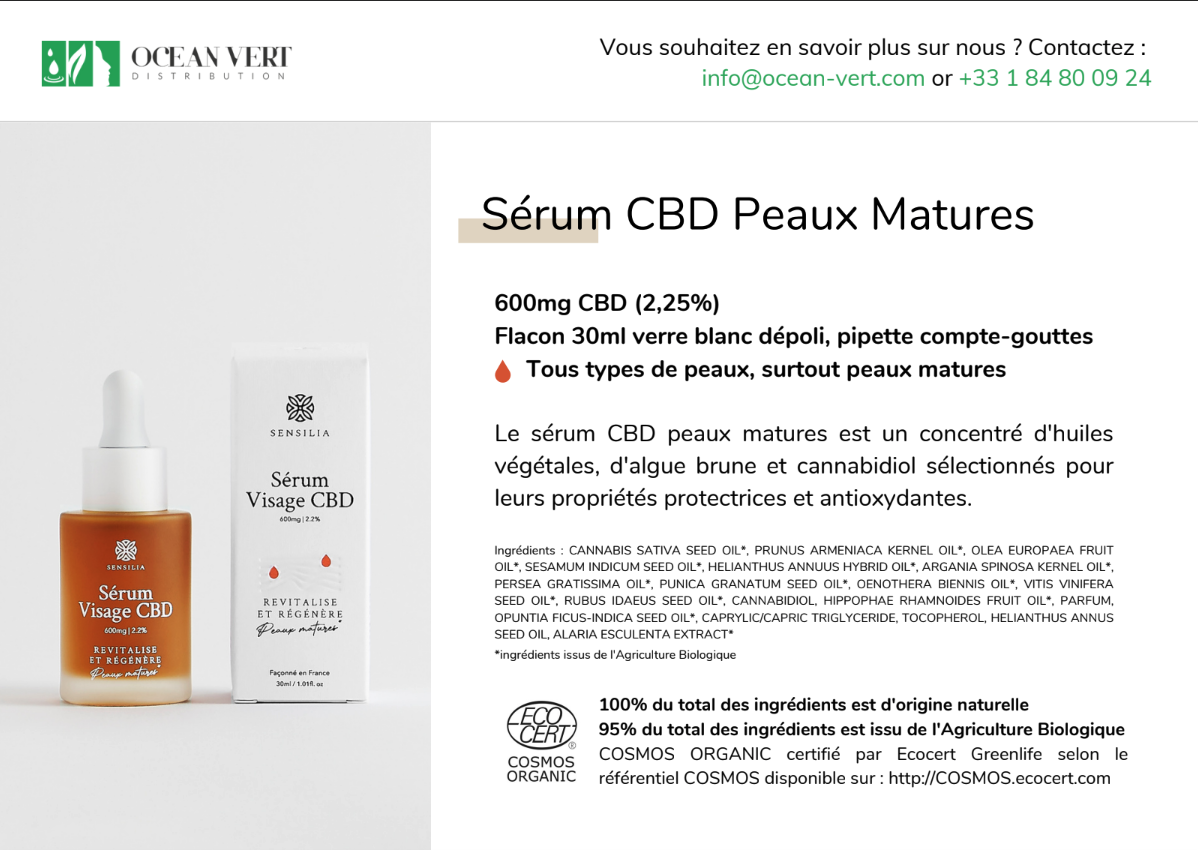 OCEAN VERT
DISTRIBUTION
Vous souhaitez en savoir plus sur nous ? Contactez :
info@ocean-vert.com or +33 1 84 80 09 24
Sérum CBD Peaux Matures
600mg CBD (2,25%)
Flacon 30ml verre blanc dépoli, pipette compte-gouttes
Tous types de peaux, surtout peaux matures
Le sérum CBD peaux matures est un concentré d'huiles
végétales, d'algue brune et cannabidiol sélectionnés pour
leurs propriétés protectrices et antioxydantes.
Ingrédients : CANNABIS SATIVA SEED OIL*, PRUNUS ARMENIACA KERNEL OIL*, OLEA EUROPAEA FRUIT
OIL*, SESAMUM INDICUM SEED OIL*, HELIANTHUS ANNUUS HYBRID OIL*, ARGANIA SPINOSA KERNEL OIL*,
PERSEA GRATISSIMA OIL*, PUNICA GRANATUM SEED OIL*, OENOTHERA BIENNIS OIL*, VITIS VINIFERA
SEED OIL*, RUBUS IDAEUS SEED OIL*, CANNABIDIOL, HIPPOPHAE RHAMNOIDES FRUIT OIL*, PARFUM,
OPUNTIA FICUS-INDICA SEED OIL*, CAPRYLIC/CAPRIC TRIGLYCERIDE, TOCOPHEROL, HELIANTHUS ANNUS
SEED OIL, ALARIA ESCULENTA EXTRACT*
*ingrédients issus de l'Agriculture Biologique
ECO
CERT®
COSMOS
ORGANIC
100% du total des ingrédients est d'origine naturelle
95% du total des ingrédients est issu de l'Agriculture Biologique
COSMOS ORGANIC certifié par Ecocert Greenlife selon le
référentiel COSMOS disponible sur : http://COSMOS.ecocert.com
SENSILIA
Sérum
Visage CBD
600mg | 2.2%
REVITALISE
ET RÉGÉNÈRE
Peaux matures*
SENSILIA
Sérum
Visage CBD
600mg | 2.2%
REVITALISE
ET RÉGÉNÈRE
Peaux matures*
Façonné en France
30ml / 1.01fl. oz